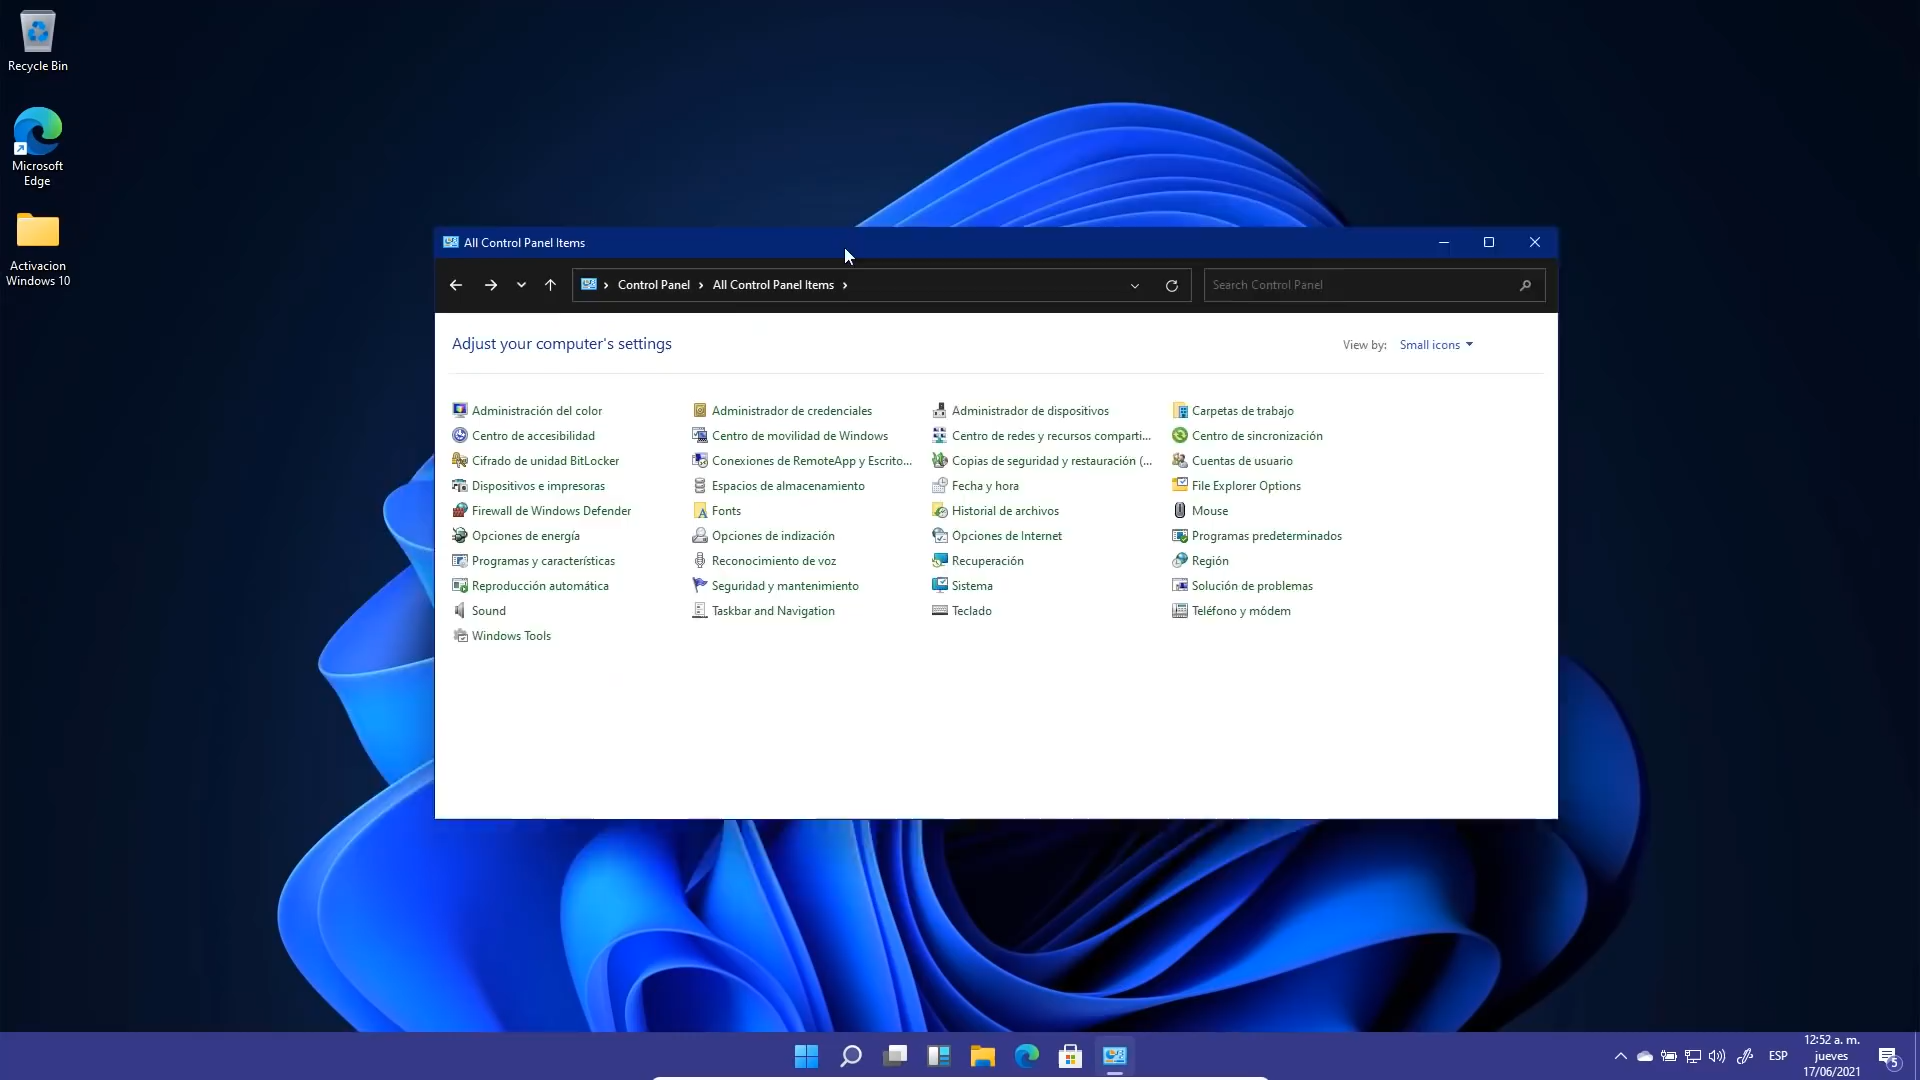 Recycle Bin
Microsoft
Edge
Activacion
Windows 10
All Control Panel Items
Control Panel
All Control Panel Items
Search Control Panel
Adjust your computer's settings
View by:
Small icons
Administración del color
Administrador de credenciales
Administrador de dispositivos
Carpetas de trabajo
Centro de accesibilidad
Centro de movilidad de Windows
Centro de redes y recursos comparti...
Centro de sincronización
Cifrado de unidad BitLocker
Conexiones de RemoteApp y Escrito...
Copias de seguridad y restauración (...
Cuentas de usuario
Dispositivos e impresoras
Espacios de almacenamiento
Fecha y hora
File Explorer Options
Firewall de Windows Defender
Fonts
Historial de archivos
Mouse
Opciones de energía
Opciones de indización
Opciones de Internet
Programas predeterminados
Programas y características
Reconocimiento de voz
Recuperación
Región
Reproducción automática
Seguridad y mantenimiento
Sistema
Solución de problemas
Sound
Taskbar and Navigation
Teclado
Teléfono y módem
Windows Tools
ESP
12:52 a. m.
jueves
17/06/2021
5